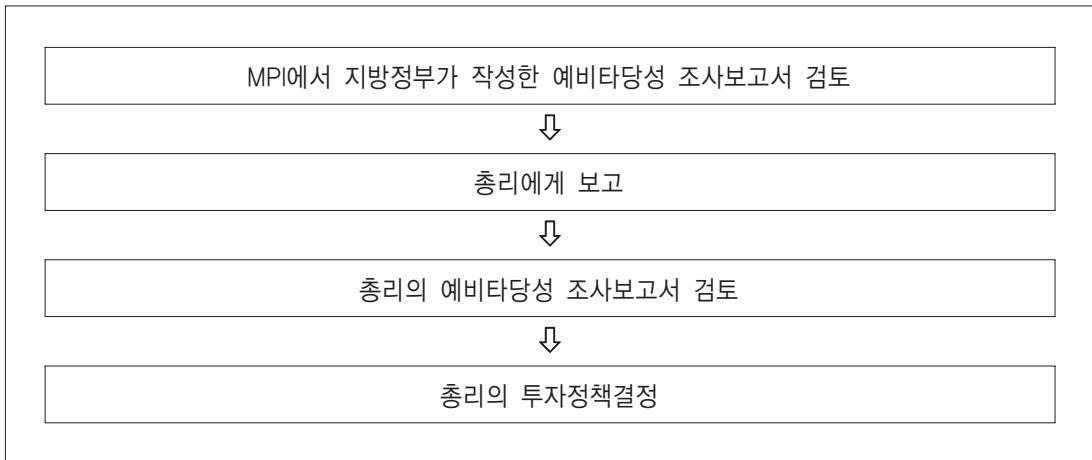 MPI에서 지방정부가 작성한 예비타당성 조사보고서 검토
⇩
총리에게 보고
⇩
총리의 예비타당성 조사보고서 검토
⇩
총리의 투자정책결정